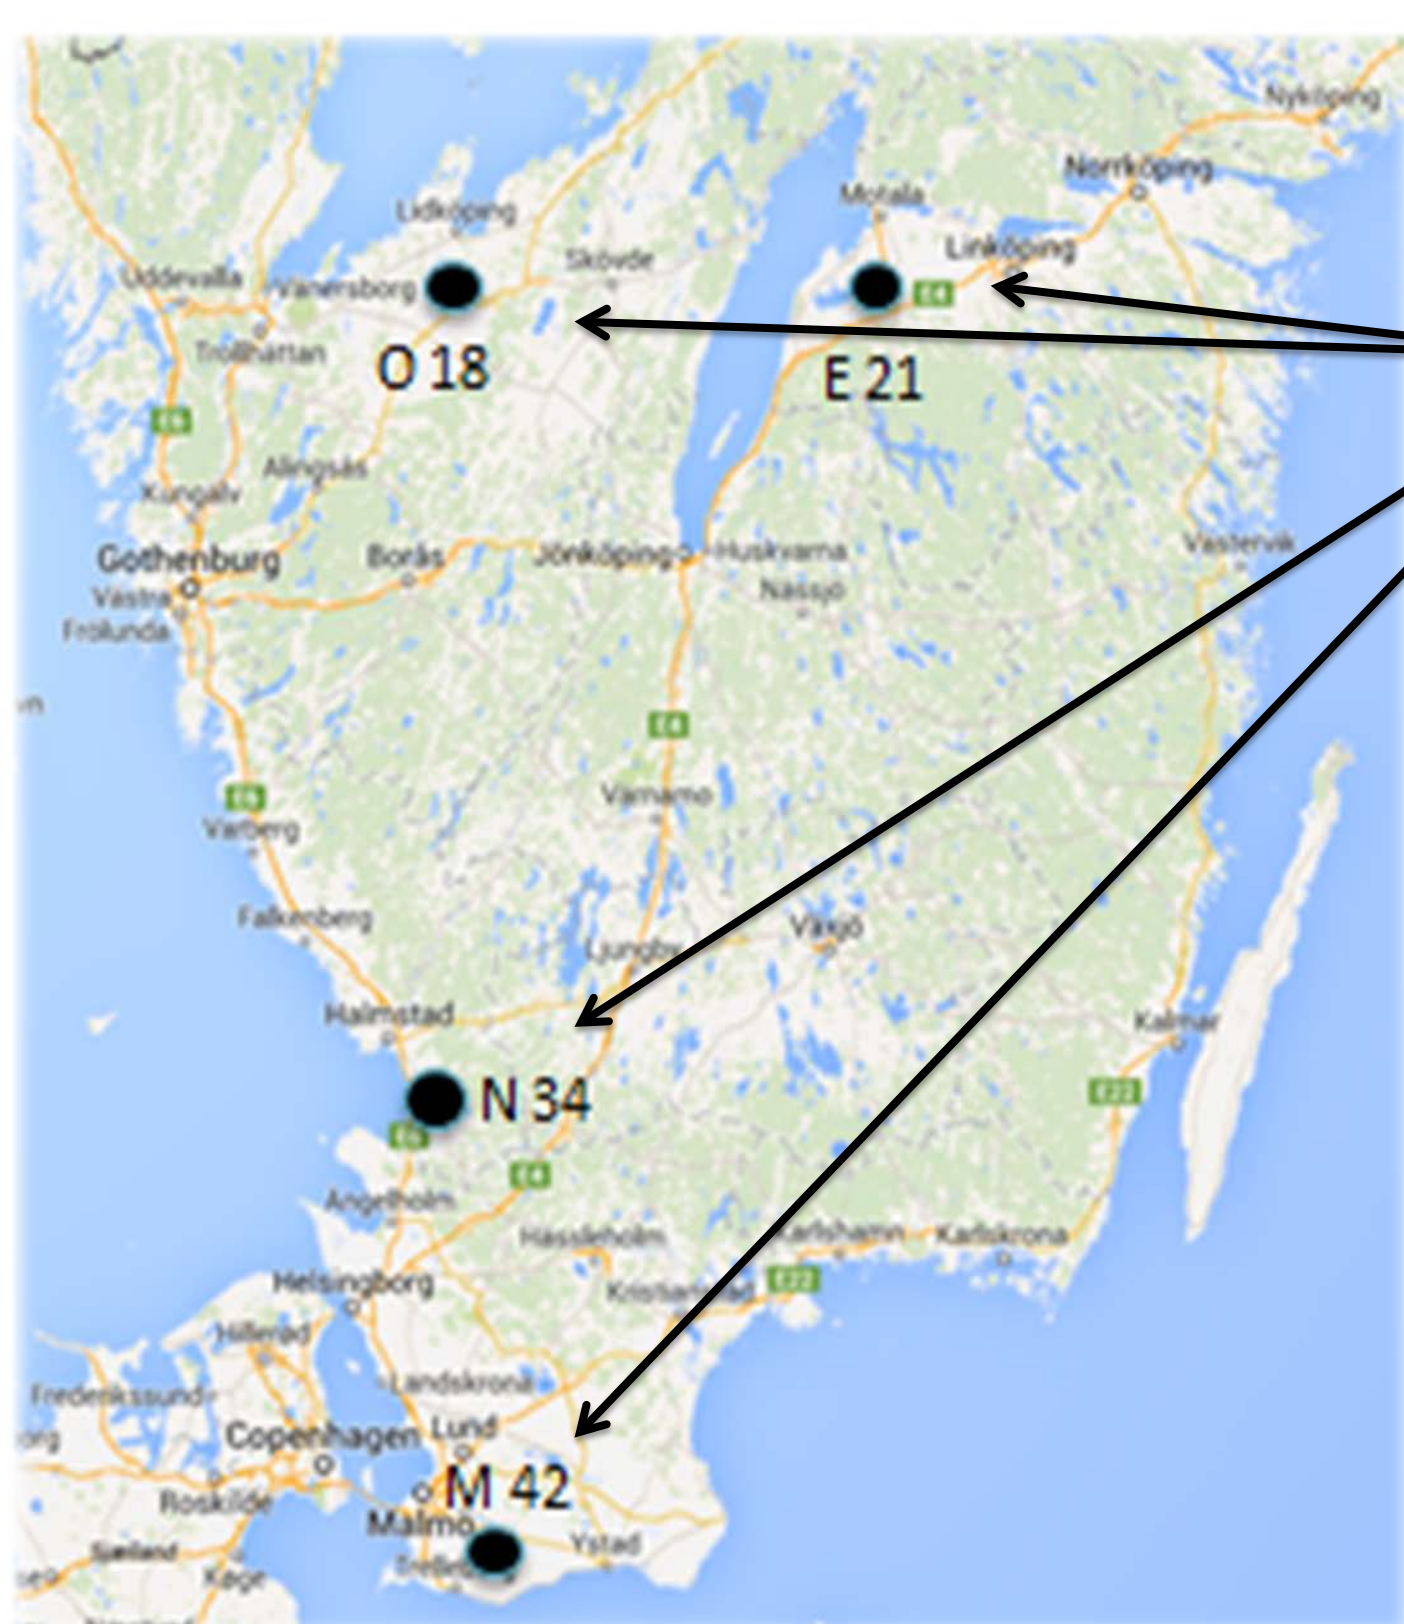 Nyköping
Norrköping
Motala
Lidköping
Linköping
Skövde
Uddevalla
Vänersborg
E4
Trollhättan
O 18
E 21
E6
Alingsås
Kungälv
Gothenburg
Borås
Jönköping
Huskvarna
Västervik
Västra
Frölunda
Nässjö
E4
Värnamo
E6
Varberg
Falkenberg
Växjö
Ljungby
Halmstad
Kalmar
N 34
E22
E6
E4
Ängelholm
Hässleholm
Karlshamn
Karlskrona
Helsingborg
Kristianstad
E22
Hillerød
Landskrona
Frederikssund
Copenhagen
Lund
M 42
Roskilde
Malmö
Ystad
Sjælland
Køge